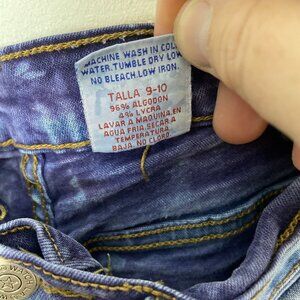 MACHINE WASH IN COLD
WATER.TUMBLE DRY LOW
NO BLEACH.LOW IRON.
TALLA 9-10
96% ALGODON
4% LYCRA
LAVAR A MAQUINA,EN
AGUA FRIA,SECAR A
TEMPERATURA
BAJA. NO CLORO.